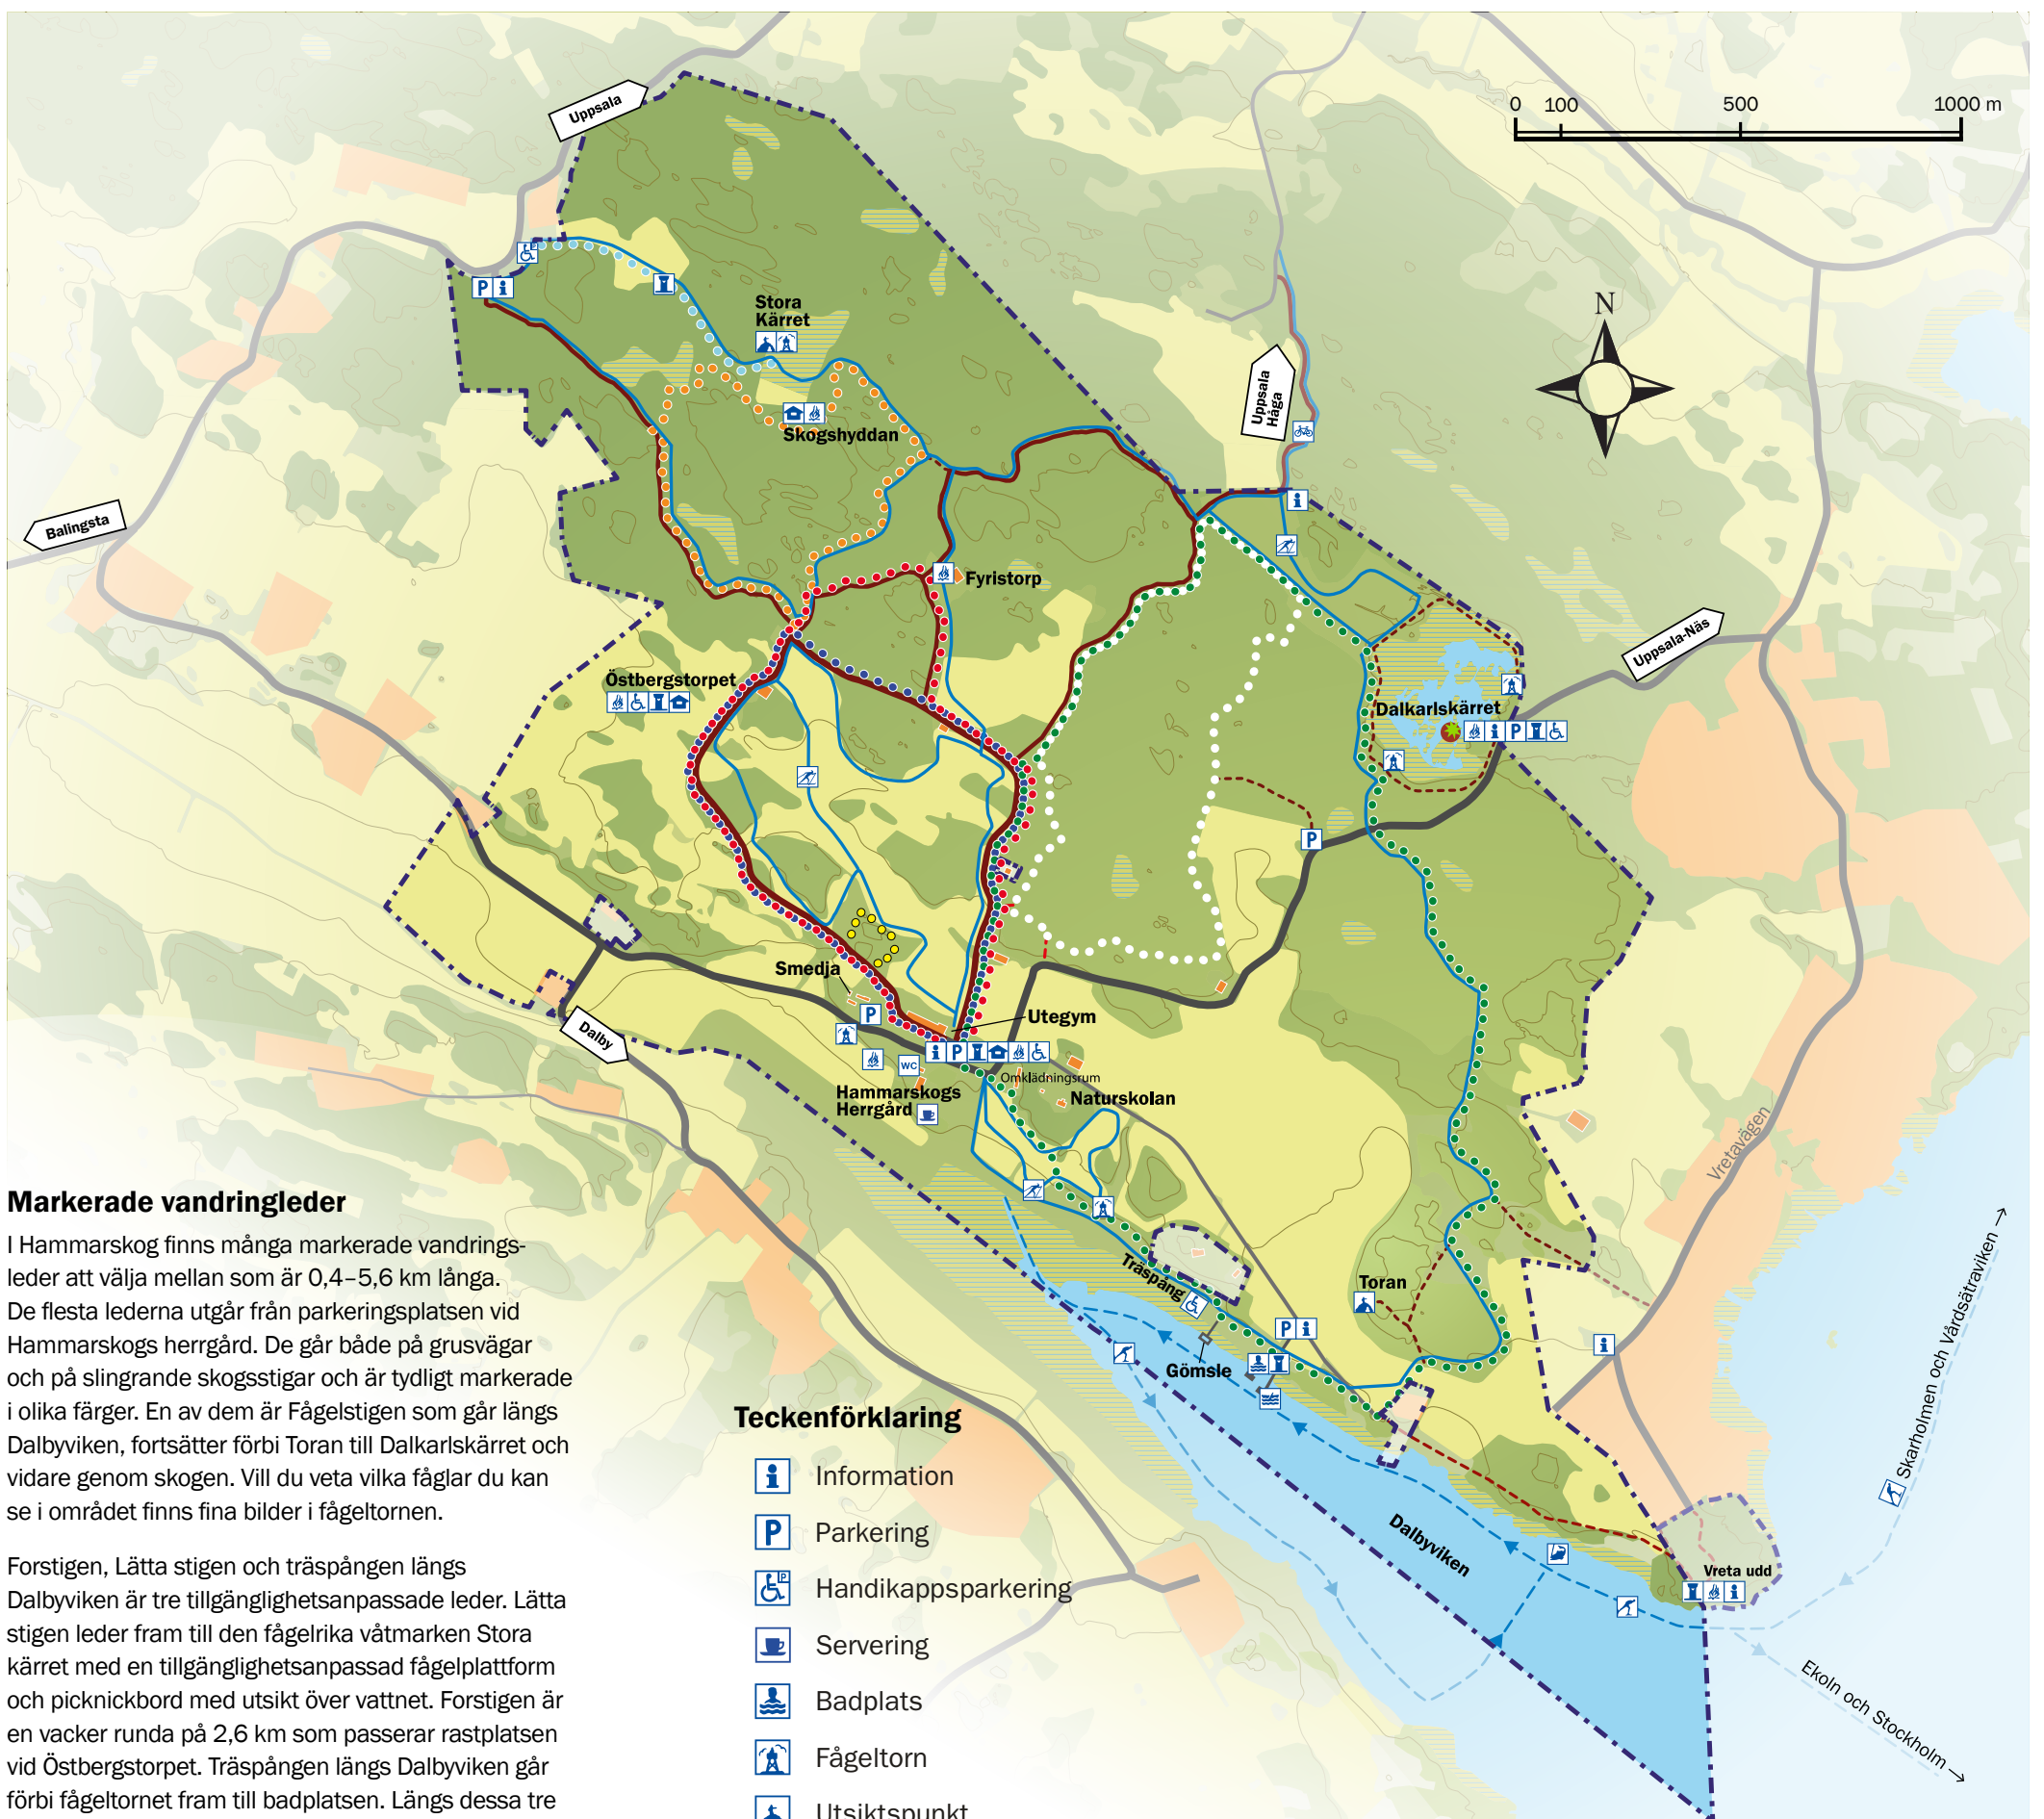 Uppsala
0 100 500 1000 m
N
Stora
Kärret
Skogshyddan
Uppsala
Håga
Balingsta
Fyristorp
Uppsala-Näs
Östbergstorpet
Dalkarlskärret
P
Smedja
P
Utegym
P
WC
Dalby
Omklädningsrum
Hammarskogs
Herrgård
Naturskolan
Vretavägen
Träspång
Toran
Gömsle
Dalbyviken
Vreta udd
Skarholmen och Vårdsätraviken
Ekoln och Stockholm
Markerade vandringleder
I Hammarskog finns många markerade vandrings-
leder att välja mellan som är 0,4–5,6 km långa.
De flesta lederna utgår från parkeringsplatsen vid
Hammarskogs herrgård. De går både på grusvägar
och på slingrande skogsstigar och är tydligt markerade
i olika färger. En av dem är Fågelstigen som går längs
Dalbyviken, fortsätter förbi Toran till Dalkarlskärret och
vidare genom skogen. Vill du veta vilka fåglar du kan
se i området finns fina bilder i fågeltornen.
Forstigen, Lätta stigen och träspången längs
Dalbyviken är tre tillgänglighetsanpassade leder. Lätta
stigen leder fram till den fågelrika våtmarken Stora
kärret med en tillgänglighetsanpassad fågelplattform
och picknickbord med utsikt över vattnet. Forstigen är
en vacker runda på 2,6 km som passerar rastplatsen
vid Östbergstorpet. Träspången längs Dalbyviken går
förbi fågeltornet fram till badplatsen. Längs dessa tre
Teckenförklaring
Information
P Parkering
Handikappsparkering
Servering
Badplats
Fågeltorn
Utsiktspunkt